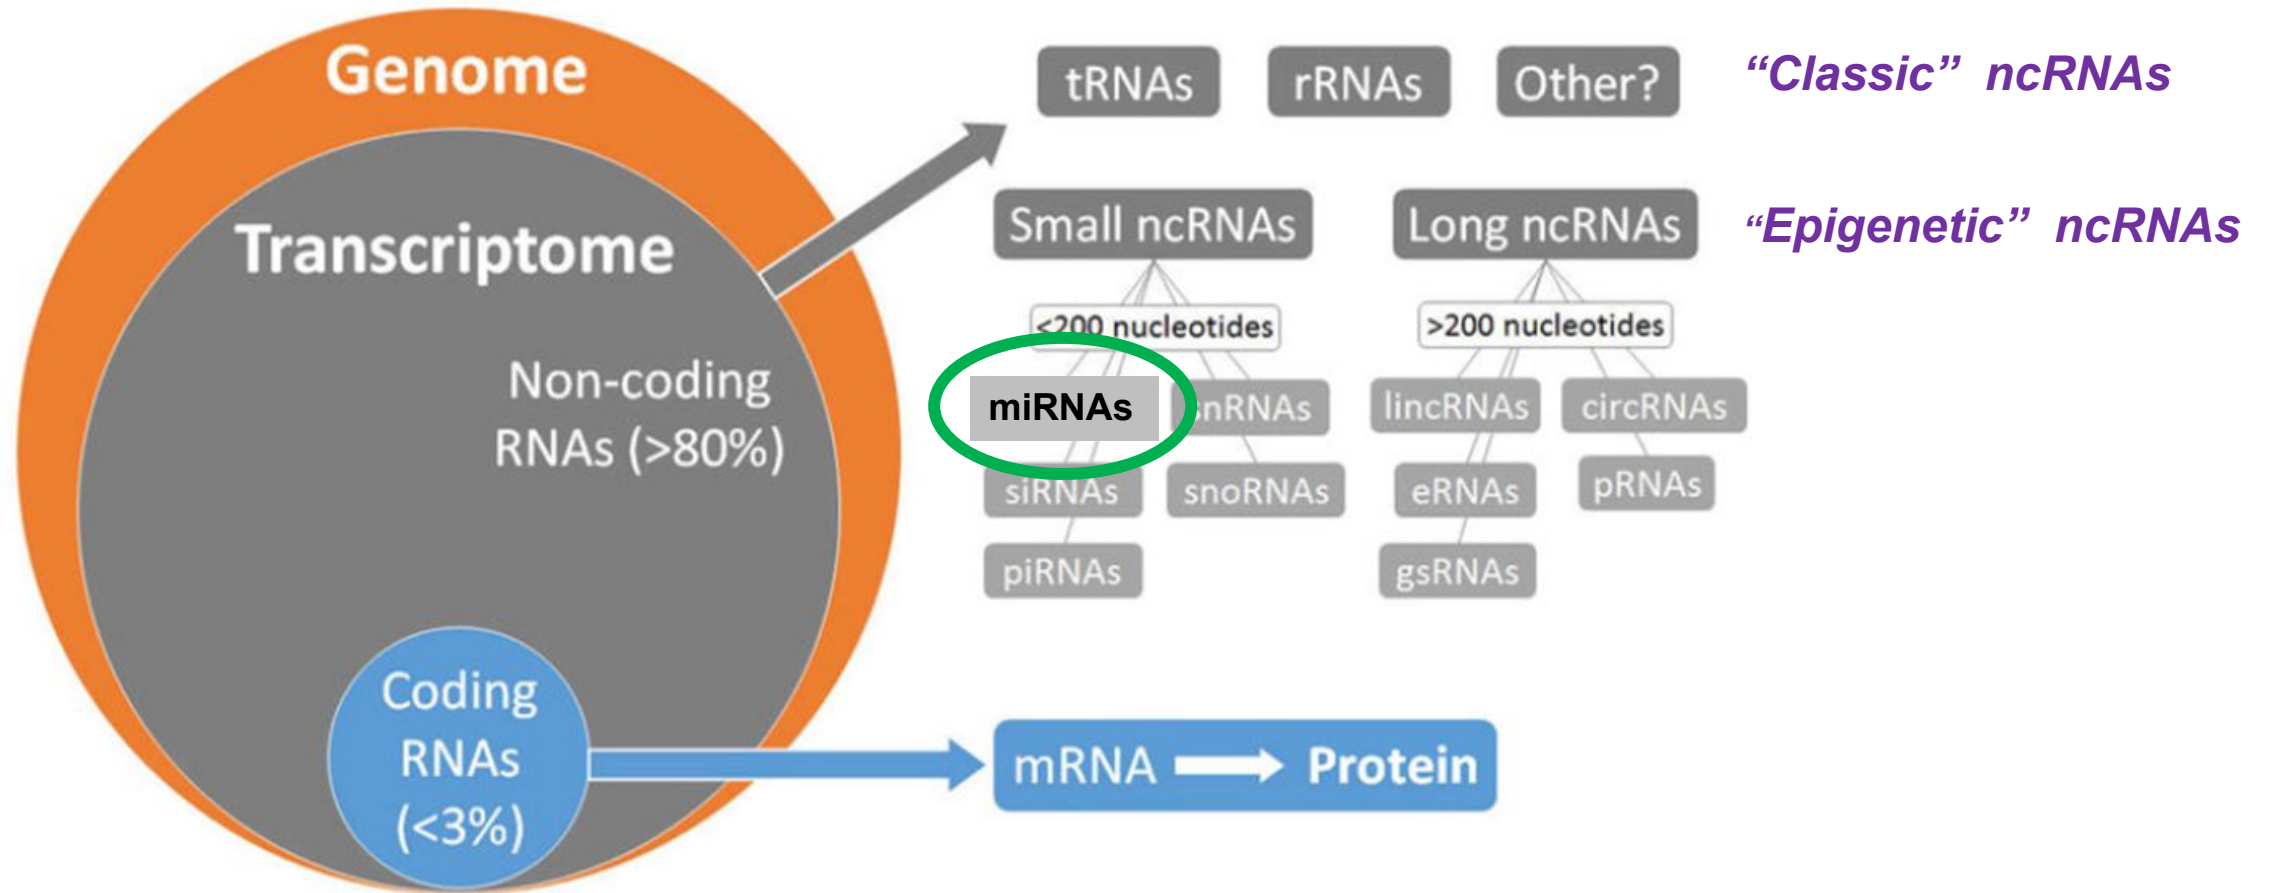 Genome
Transcriptome
Non-coding
RNAs (>80%)
Coding
RNAs
(<3%)
tRNAs rRNAs Other?
“Classic” ncRNAs
Small ncRNAs Long ncRNAs
“Epigenetic” ncRNAs
<200 nucleotides >200 nucleotides
miRNAs snRNAs lincRNAs circRNAs
siRNAs snoRNAs eRNAs pRNAs
piRNAs gsRNAs
mRNA Protein